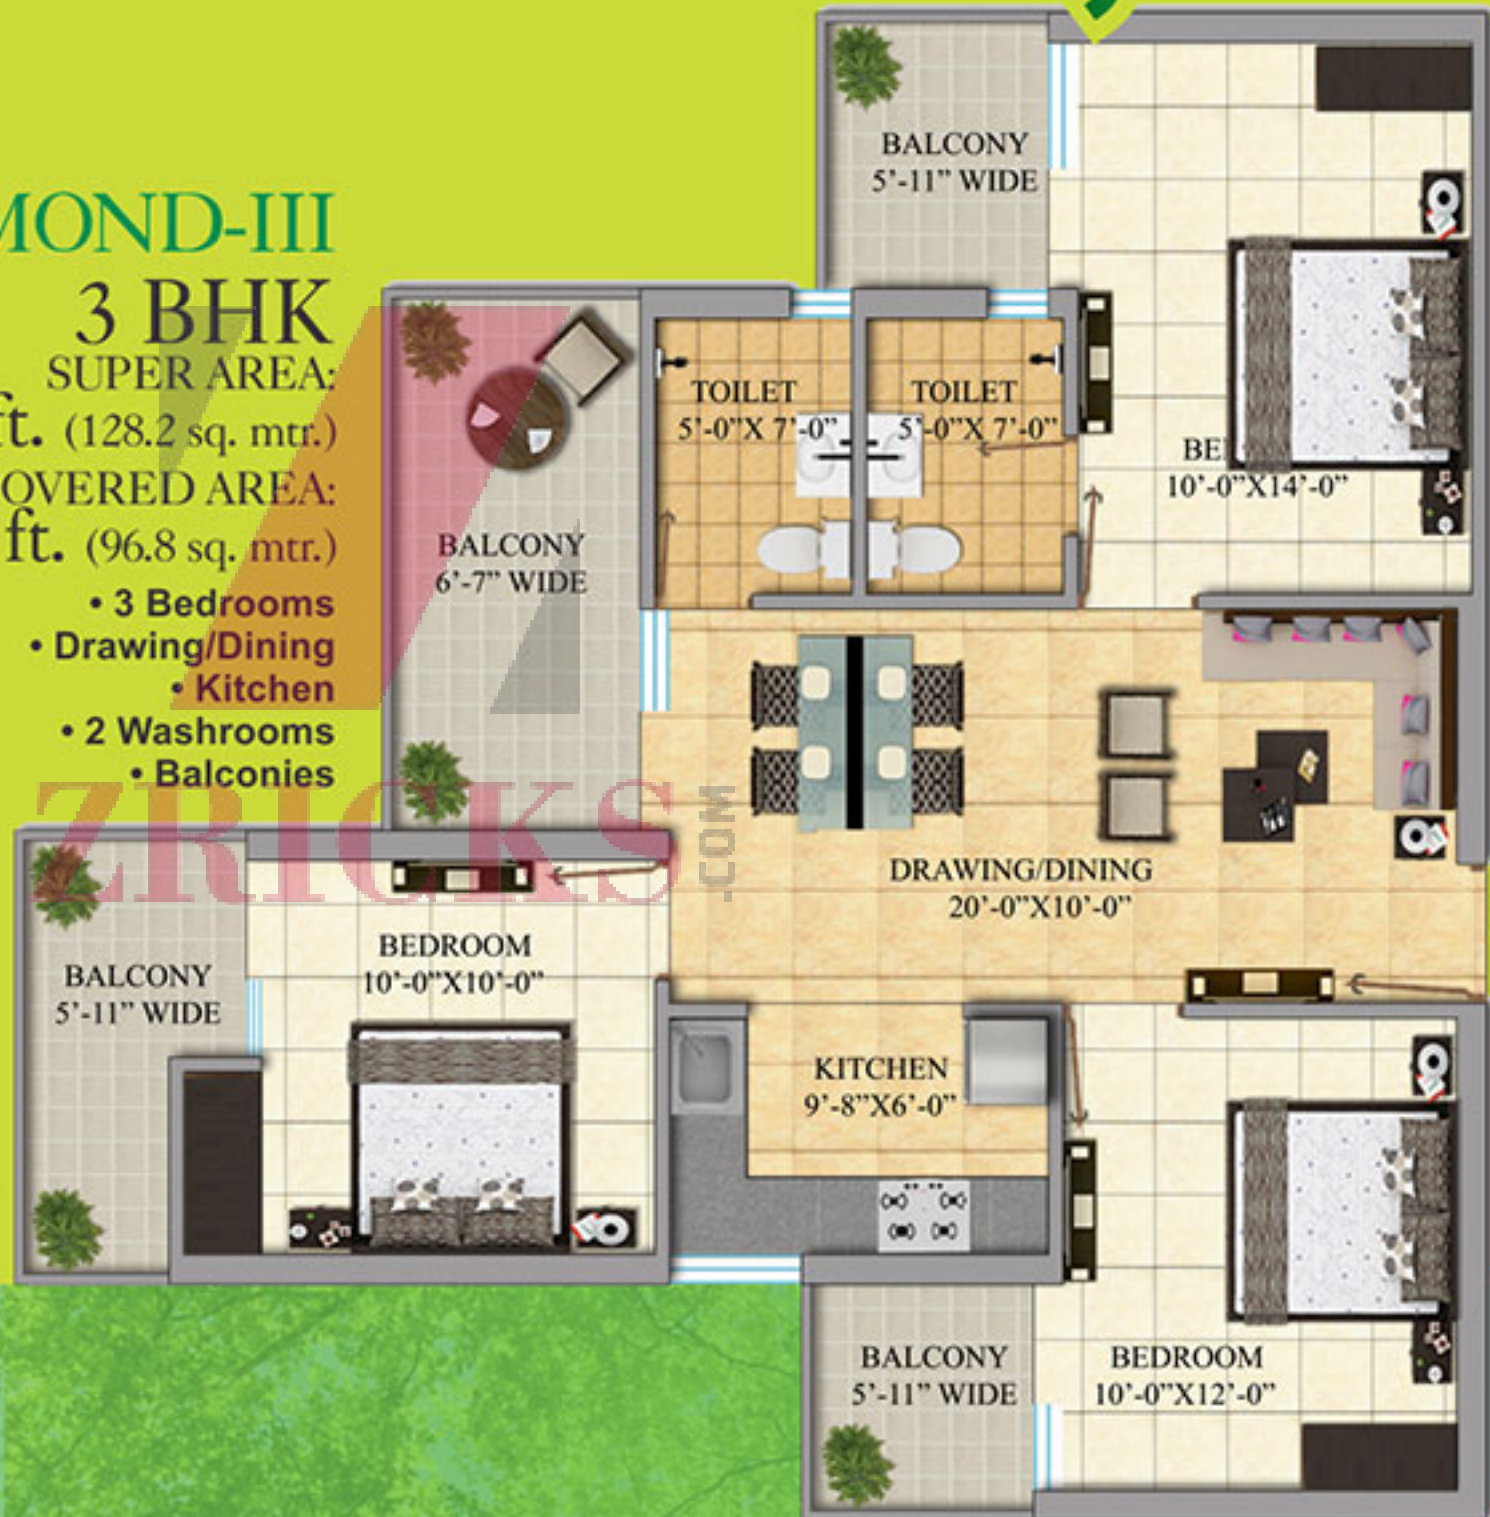 MOND-III
3 BHK
SUPER AREA:
ft. (128.2 sq. mtr.)
OVERED AREA:
ft. (96.8 sq. mtr.)
• 3 Bedrooms
• Drawing/Dining
• Kitchen
• 2 Washrooms
• Balconies
BALCONY
5’-11” WIDE
TOILET
5’-0”X 7’-0”
TOILET
5’-0”X 7’-0”
BE
10’-0”X14’-0”
BALCONY
6’-7” WIDE
ZRICKS
.COM
DRAWING/DINING
20’-0”X10’-0”
BALCONY
5’-11” WIDE
BEDROOM
10’-0”X10’-0”
KITCHEN
9’-8”X6’-0”
BALCONY
5’-11” WIDE
BEDROOM
10’-0”X12’-0”